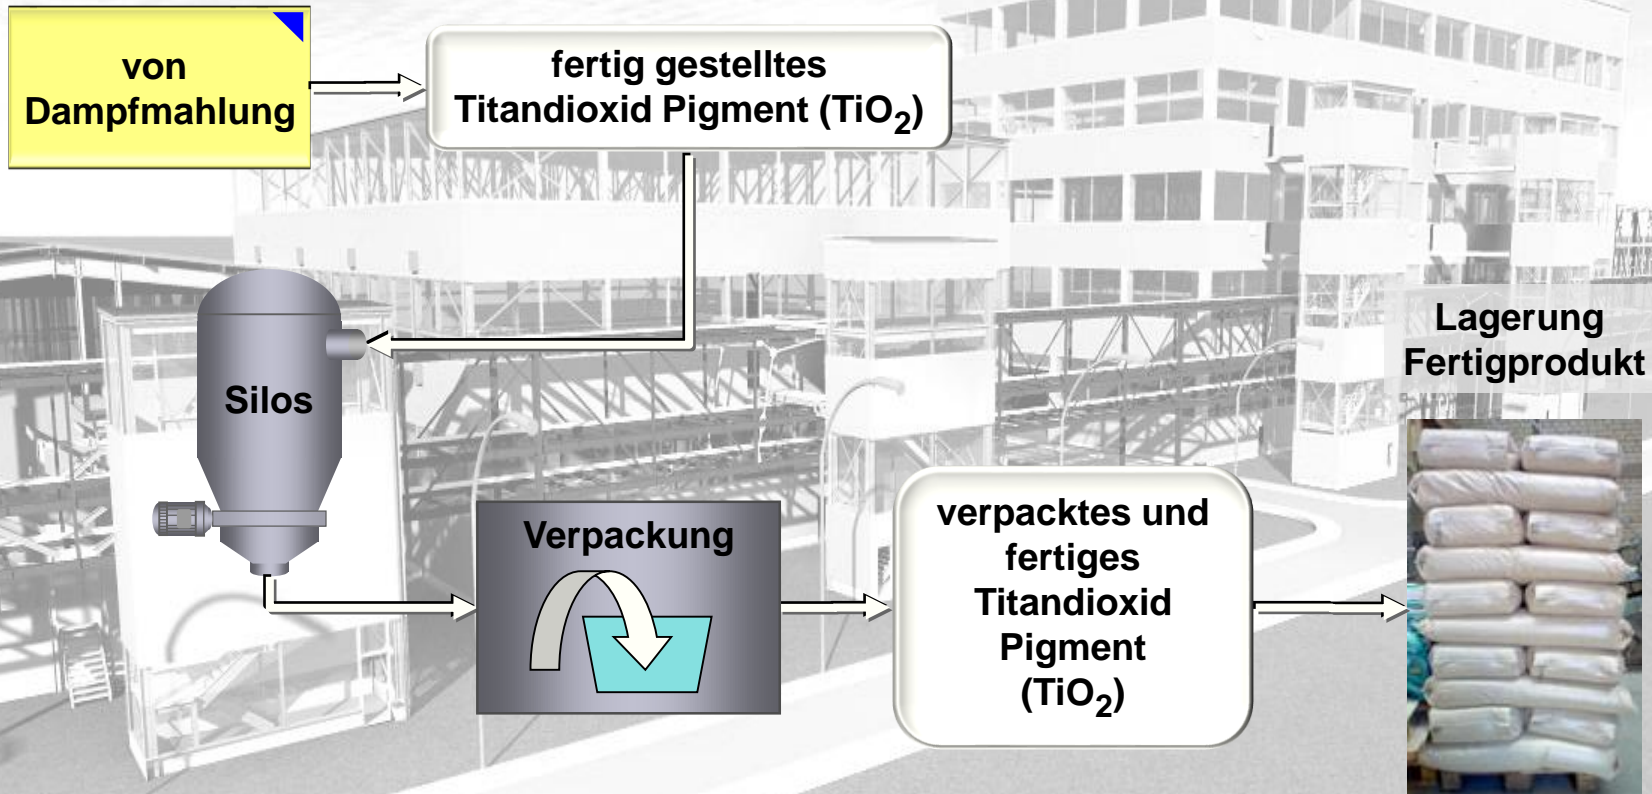 von
Dampfmahlung
fertig gestelltes
Titandioxid Pigment (TiO₂)
Silos
Verpackung
verpacktes und
fertiges
Titandioxid
Pigment
(TiO₂)
Lagerung
Fertigprodukt